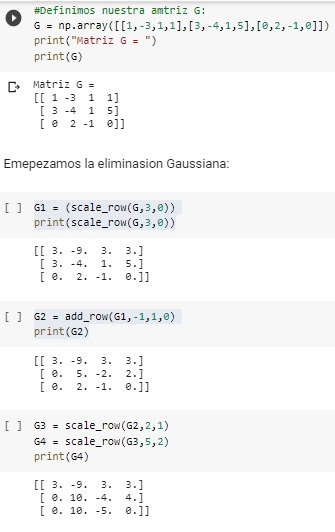 #Definimos nuestra amtriz G:
G = np.array([[1,-3,1,1],[3,-4,1,5],[0,2,-1,0]])
print("Matriz G = ")
print(G)
Matriz G =
[[ 1 -3  1  1]
 [ 3 -4  1  5]
 [ 0  2 -1  0]]
Emepezamos la eliminasion Gaussiana:
[ ] G1 = (scale_row(G,3,0))
print(scale_row(G,3,0))
[[ 3. -9.  3.  3.]
 [ 3. -4.  1.  5.]
 [ 0.  2. -1.  0.]]
[ ] G2 = add_row(G1,-1,1,0)
print(G2)
[[ 3. -9.  3.  3.]
 [ 0.  5. -2.  2.]
 [ 0.  2. -1.  0.]]
[ ] G3 = scale_row(G2,2,1)
G4 = scale_row(G3,5,2)
print(G4)
[[ 3. -9.  3.  3.]
 [ 0. 10. -4.  4.]
 [ 0. 10. -5.  0.]]